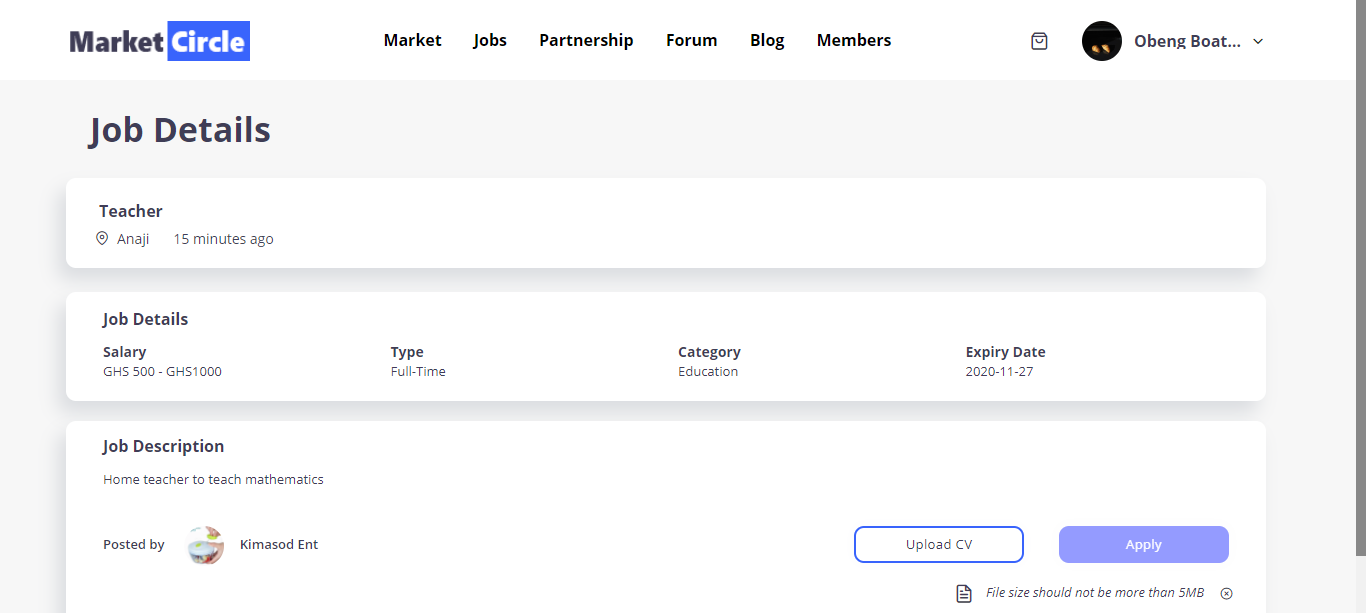 Market Circle
Market Jobs Partnership Forum Blog Members
Obeng Boat...
Job Details
Teacher
Anaji 15 minutes ago
Job Details
Salary Type Category Expiry Date
GHS 500 - GHS1000 Full-Time Education 2020-11-27
Job Description
Home teacher to teach mathematics
Posted by Kimasod Ent Upload CV Apply
File size should not be more than 5MB